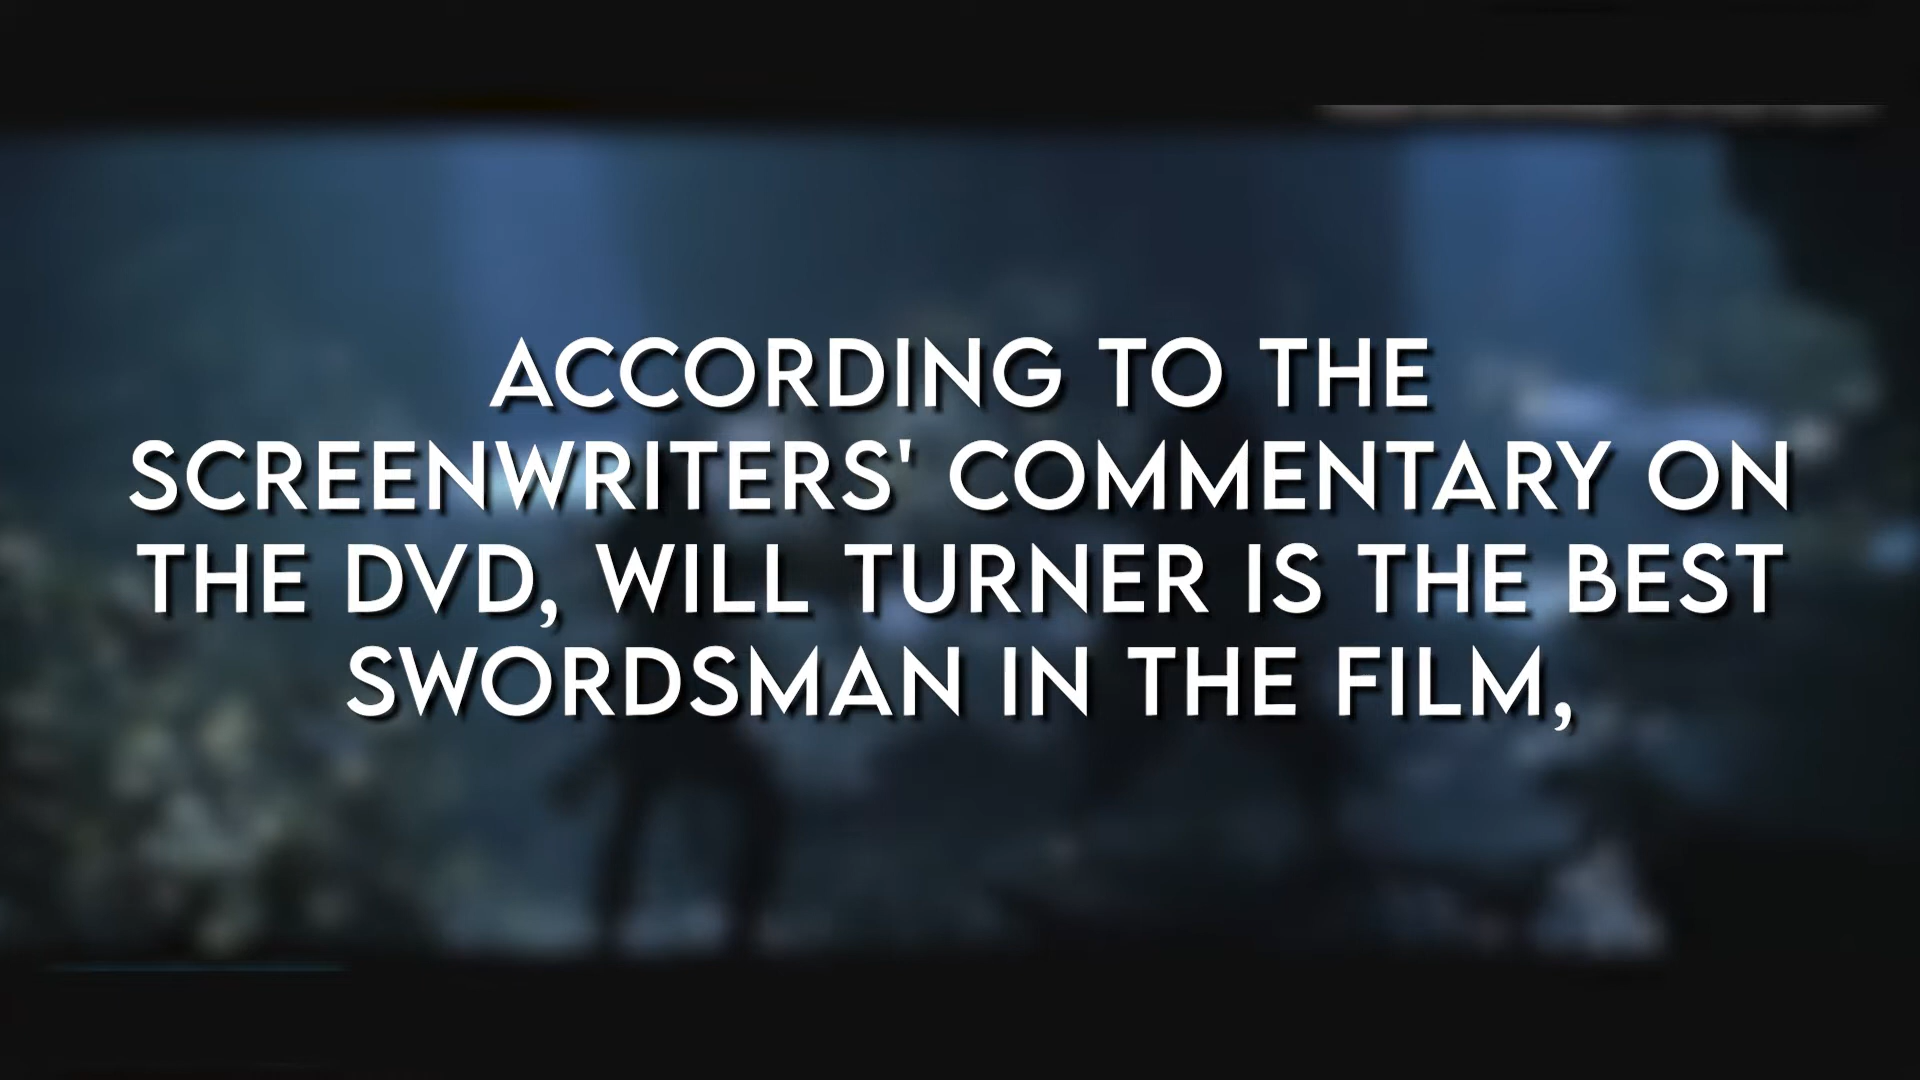 ACCORDING TO THE
SCREENWRITERS' COMMENTARY ON
THE DVD, WILL TURNER IS THE BEST
SWORDSMAN IN THE FILM,